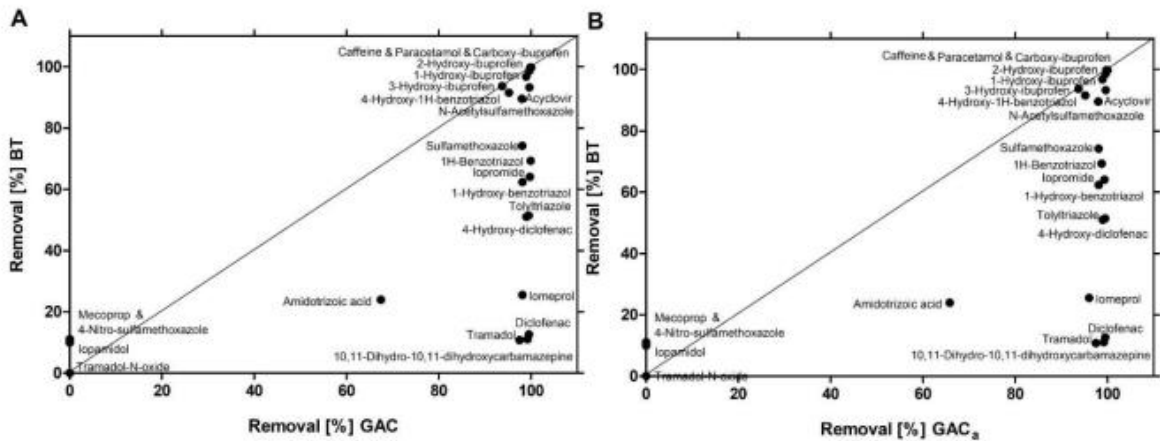 A
Removal [%] BT
100
80
60
40
20
0
Caffeine & Paracetamol & Carboxy-ibuprofen
2-Hydroxy-ibuprofen
1-Hydroxy-ibuprofen
3-Hydroxy-ibuprofen
4-Hydroxy-1H-benzotriazol
Acyclovir
N-Acetylsulfamethoxazole
Sulfamethoxazole
1H-Benzotriazol
Iopromide
1-Hydroxy-benzotriazol
Tolyltriazole
4-Hydroxy-diclofenac
Amidotrizoic acid
Iomeprol
Mecoprop &
4-Nitro-sulfamethoxazole
Iopamidol
Tramadol-N-oxide
Diclofenac
Tramadol
10,11-Dihydro-10,11-dihydroxycarbamazepine
0 20 40 60 80 100
Removal [%] GAC
B
Removal [%] BT
100
80
60
40
20
0
Caffeine & Paracetamol & Carboxy-ibuprofen
2-Hydroxy-ibuprofen
1-Hydroxy-ibuprofen
3-Hydroxy-ibuprofen
4-Hydroxy-1H-benzotriazol
Acyclovir
N-Acetylsulfamethoxazole
Sulfamethoxazole
1H-Benzotriazol
Iopromide
1-Hydroxy-benzotriazol
Tolyltriazole
4-Hydroxy-diclofenac
Amidotrizoic acid
Iomeprol
Mecoprop &
4-Nitro-sulfamethoxazole
Iopamidol
Tramadol-N-oxide
Diclofenac
Tramadol
10,11-Dihydro-10,11-dihydroxycarbamazepine
0 20 40 60 80 100
Removal [%] GACa